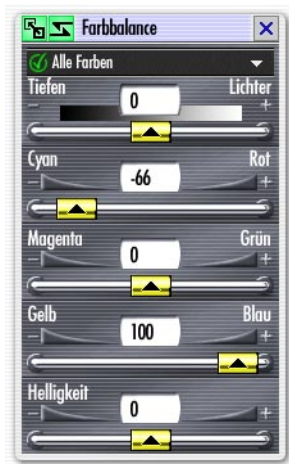 Farbbalance
Alle Farben
Tiefen 0 Lichter
Cyan -66 Rot
Magenta 0 Grün
Gelb 100 Blau
Helligkeit 0